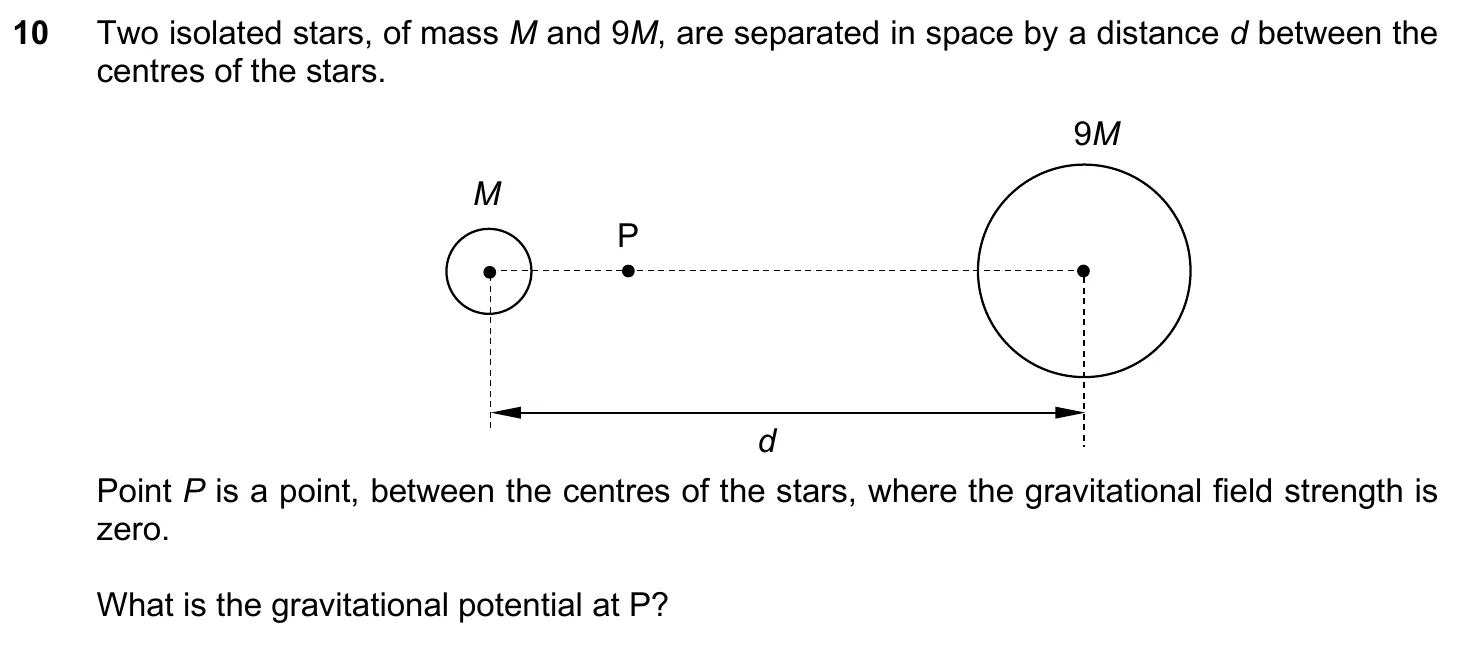 10 Two isolated stars, of mass M and 9M, are separated in space by a distance d between the
centres of the stars.
9M
M
P
d
Point P is a point, between the centres of the stars, where the gravitational field strength is
zero.
What is the gravitational potential at P?